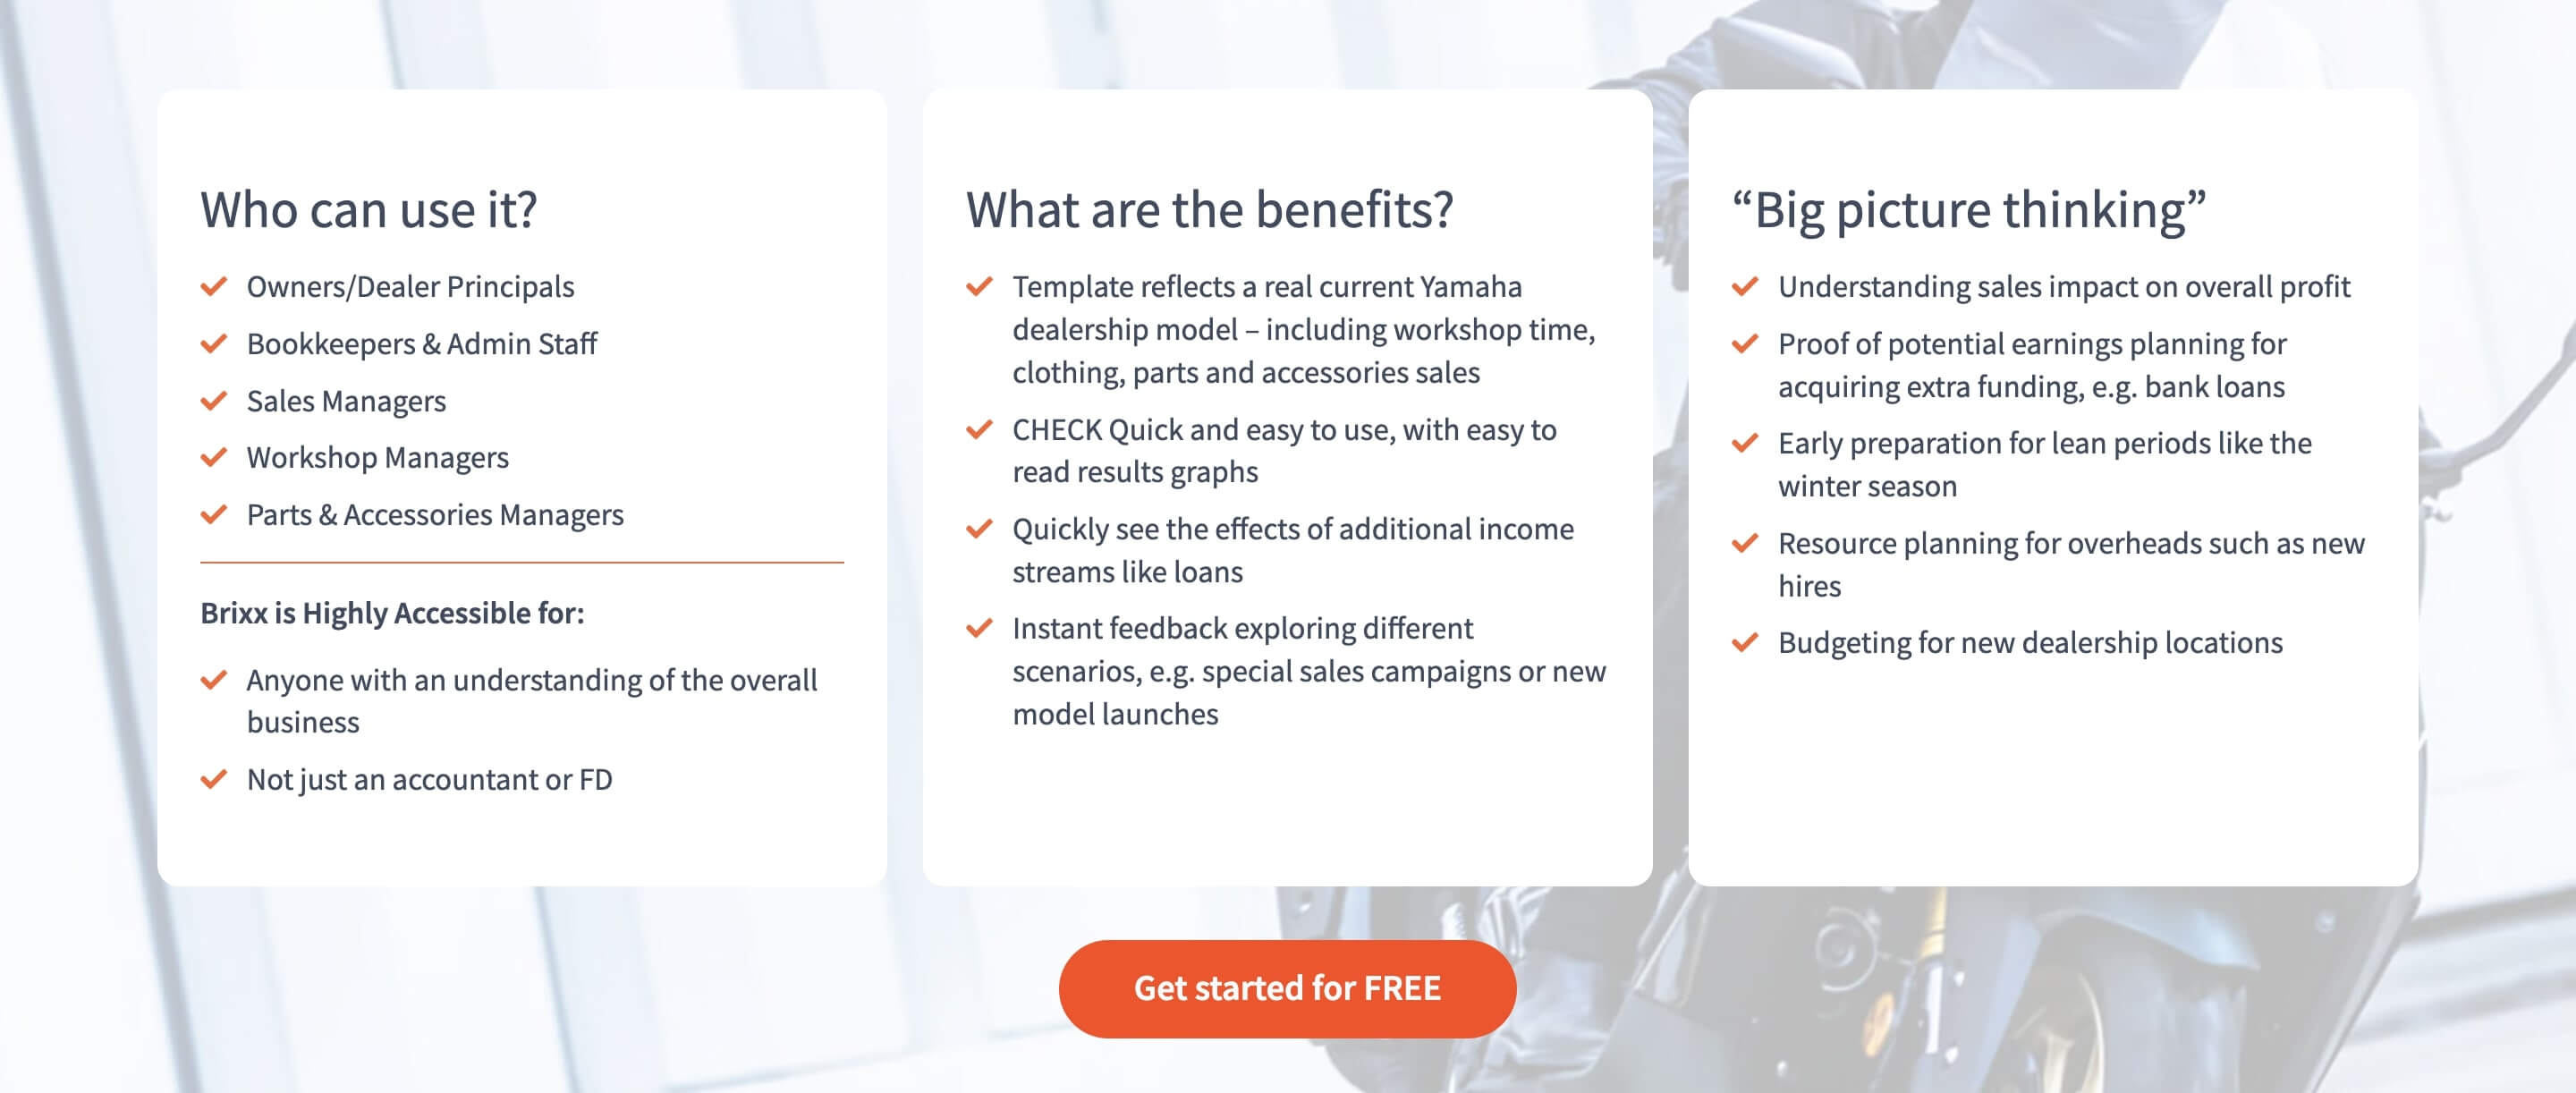 Who can use it?
Owners/Dealer Principals
Bookkeepers & Admin Staff
Sales Managers
Workshop Managers
Parts & Accessories Managers
Brixx is Highly Accessible for:
Anyone with an understanding of the overall
business
Not just an accountant or FD
What are the benefits?
Template reflects a real current Yamaha
dealership model – including workshop time,
clothing, parts and accessories sales
CHECK Quick and easy to use, with easy to
read results graphs
Quickly see the effects of additional income
streams like loans
Instant feedback exploring different
scenarios, e.g. special sales campaigns or new
model launches
“Big picture thinking”
Understanding sales impact on overall profit
Proof of potential earnings planning for
acquiring extra funding, e.g. bank loans
Early preparation for lean periods like the
winter season
Resource planning for overheads such as new
hires
Budgeting for new dealership locations
Get started for FREE